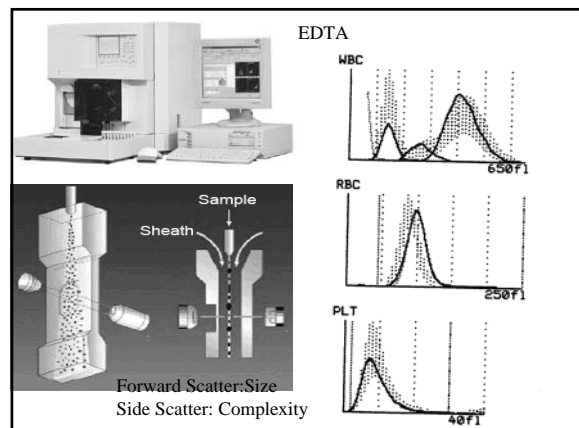 EDTA
WBC
650fl
Sample
Sheath
RBC
250fl
PLT
40fl
Forward Scatter:Size
Side Scatter: Complexity